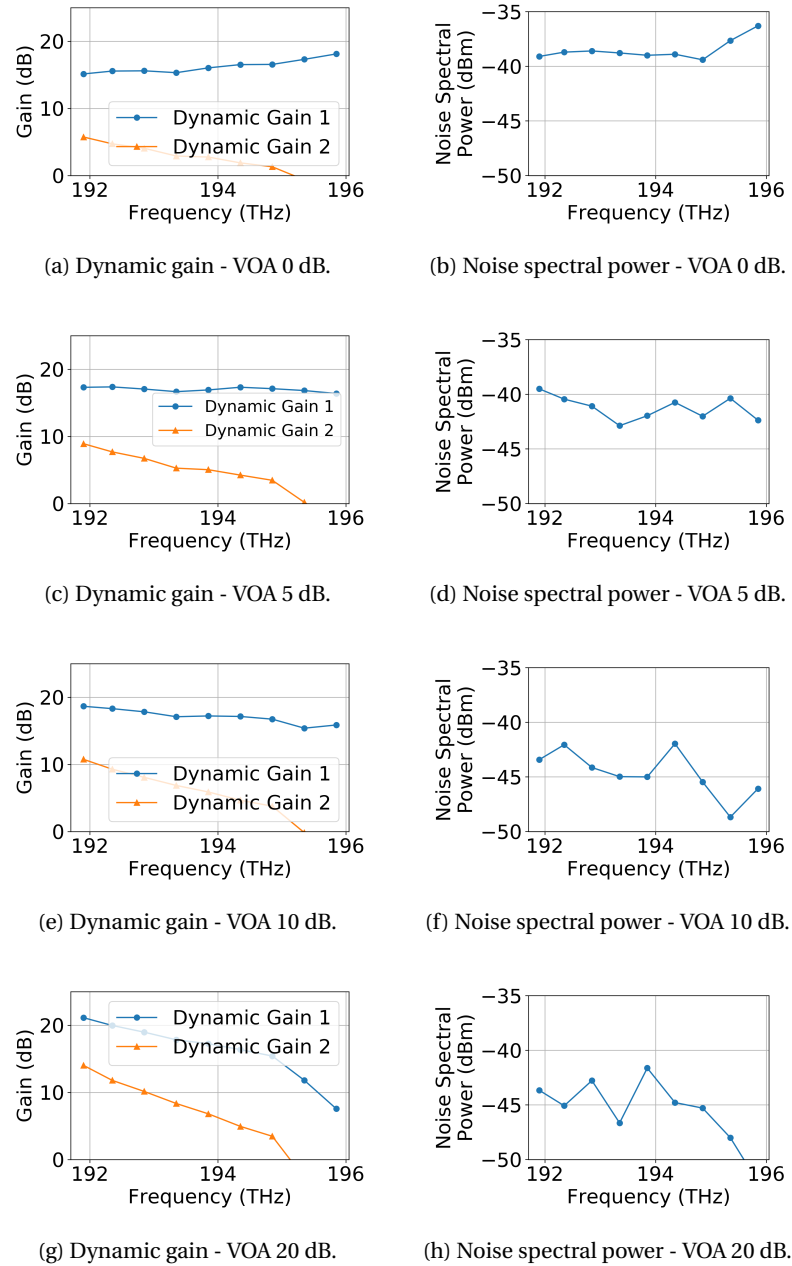 20
10
0
Gain (dB)
Dynamic Gain 1
Dynamic Gain 2
192 194 196
Frequency (THz)
(a) Dynamic gain - VOA 0 dB.
−35
−40
−45
−50
Noise Spectral
Power (dBm)
192 194 196
Frequency (THz)
(b) Noise spectral power - VOA 0 dB.
20
10
0
Gain (dB)
Dynamic Gain 1
Dynamic Gain 2
192 194 196
Frequency (THz)
(c) Dynamic gain - VOA 5 dB.
−35
−40
−45
−50
Noise Spectral
Power (dBm)
192 194 196
Frequency (THz)
(d) Noise spectral power - VOA 5 dB.
20
10
0
Gain (dB)
Dynamic Gain 1
Dynamic Gain 2
192 194 196
Frequency (THz)
(e) Dynamic gain - VOA 10 dB.
−35
−40
−45
−50
Noise Spectral
Power (dBm)
192 194 196
Frequency (THz)
(f) Noise spectral power - VOA 10 dB.
20
10
0
Gain (dB)
Dynamic Gain 1
Dynamic Gain 2
192 194 196
Frequency (THz)
(g) Dynamic gain - VOA 20 dB.
−35
−40
−45
−50
Noise Spectral
Power (dBm)
192 194 196
Frequency (THz)
(h) Noise spectral power - VOA 20 dB.